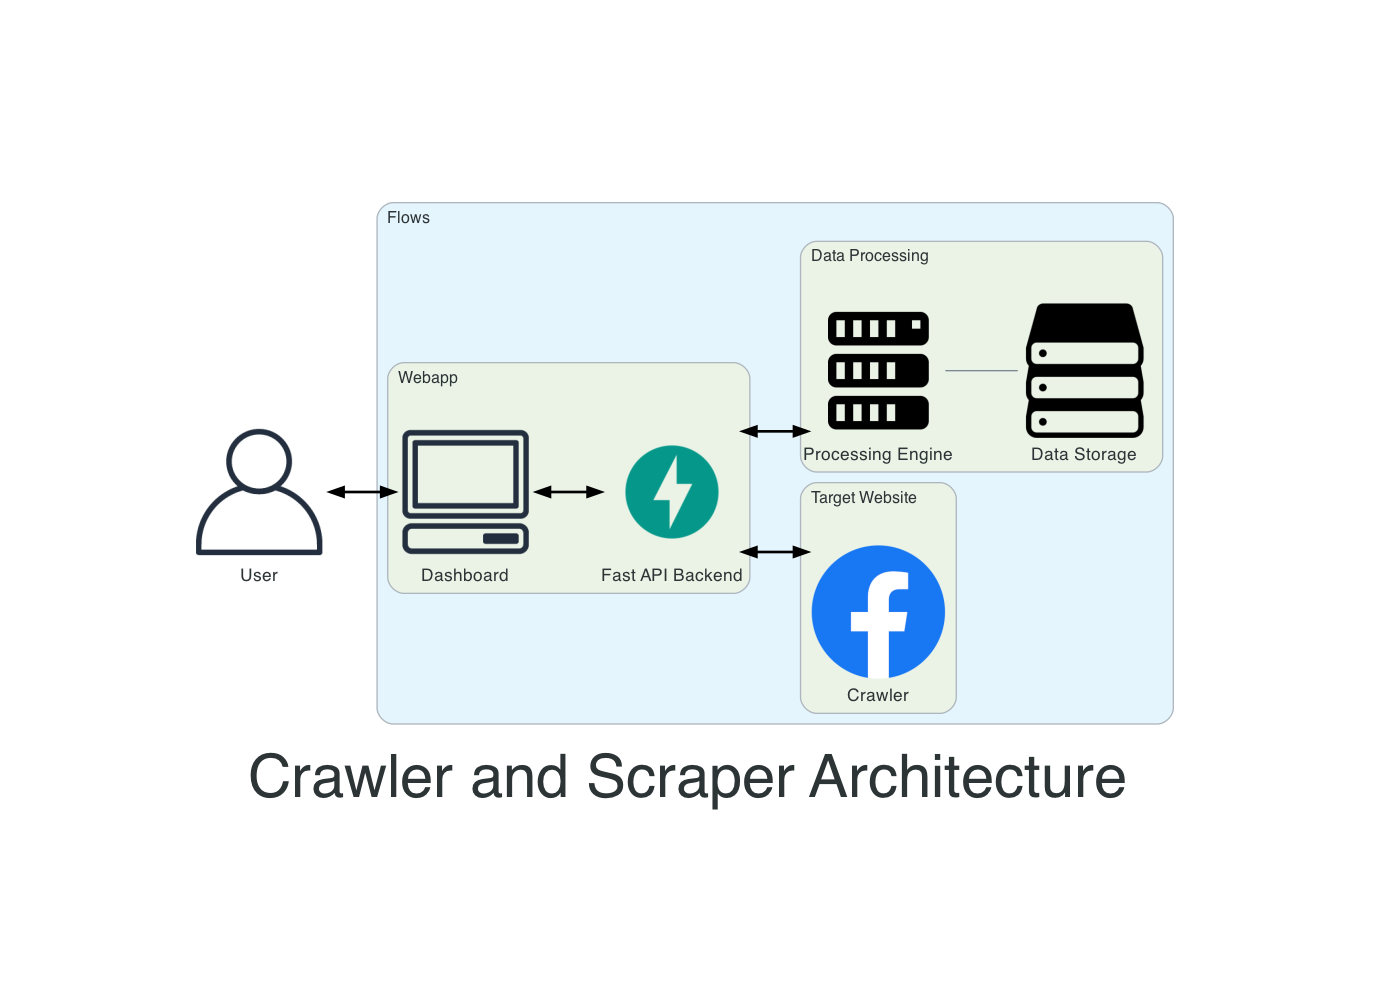 Flows
Data Processing
Processing Engine
Data Storage
Webapp
User
Dashboard
Fast API Backend
Target Website
Crawler
Crawler and Scraper Architecture